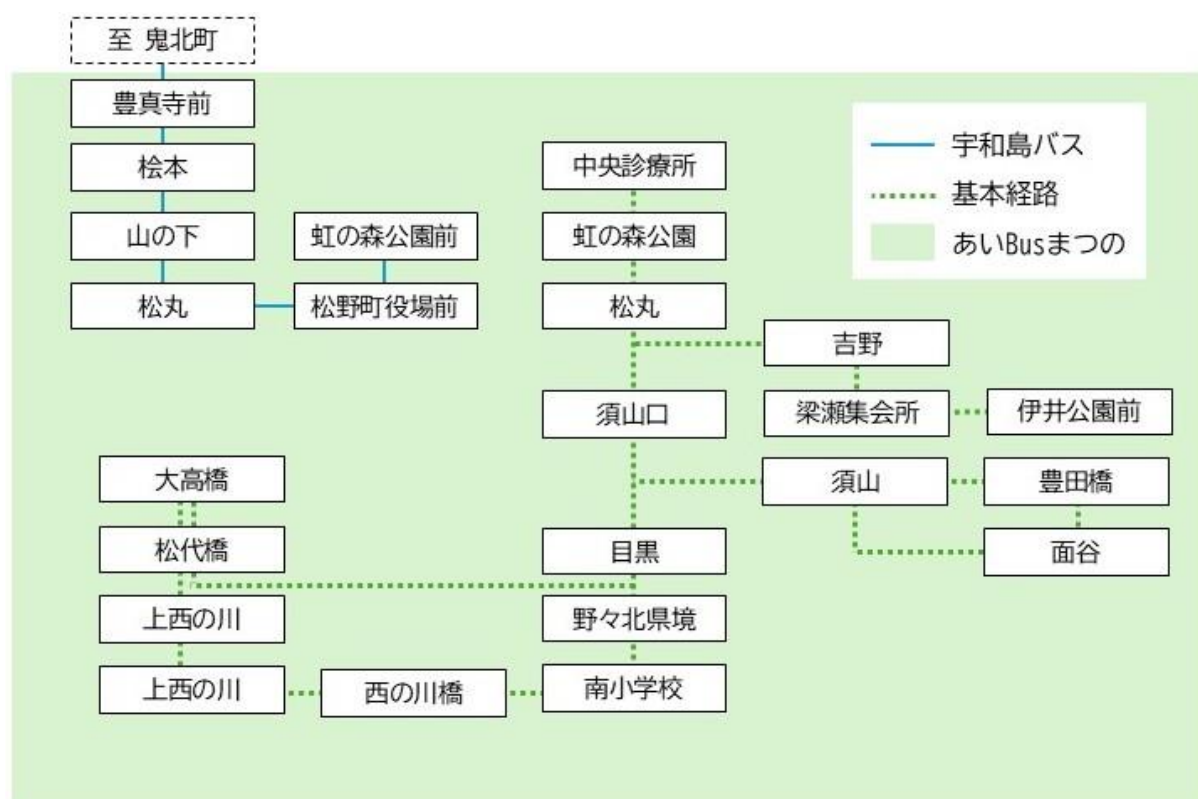 至 鬼北町
豊真寺前
桧本
山の下
松丸
虹の森公園前
松野町役場前
中央診療所
虹の森公園
松丸
吉野
須山口
梁瀬集会所
伊井公園前
須山
豊田橋
面谷
目黒
野々北県境
南小学校
西の川橋
大高橋
松代橋
上西の川
上西の川
宇和島バス
基本経路
あいBusまつの